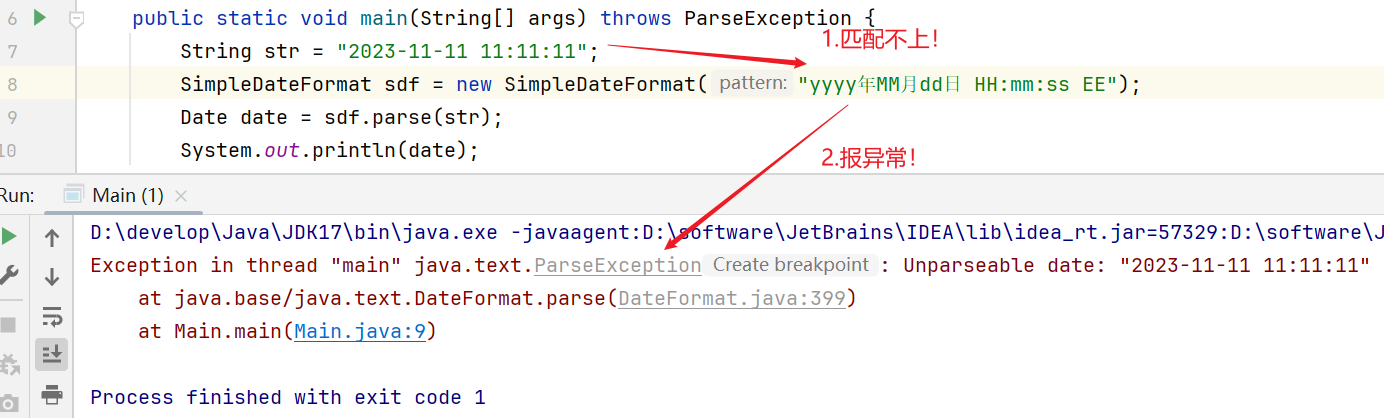 6 public static void main(String[] args) throws ParseException {
1.匹配不上!
7 String str = "2023-11-11 11:11:11";
8 SimpleDateFormat sdf = new SimpleDateFormat( pattern: "yyyy年MM月dd日 HH:mm:ss EE");
9 Date date = sdf.parse(str);
10 System.out.println(date);
2.报异常!
Run: Main (1) ×
D:\develop\Java\JDK17\bin\java.exe -javaagent:D:\software\JetBrains\IDEA\lib\idea_rt.jar=57329:D:\software\J
Exception in thread "main" java.text.ParseException Create breakpoint : Unparseable date: "2023-11-11 11:11:11"
at java.base/java.text.DateFormat.parse(DateFormat.java:399)
at Main.main(Main.java:9)
Process finished with exit code 1